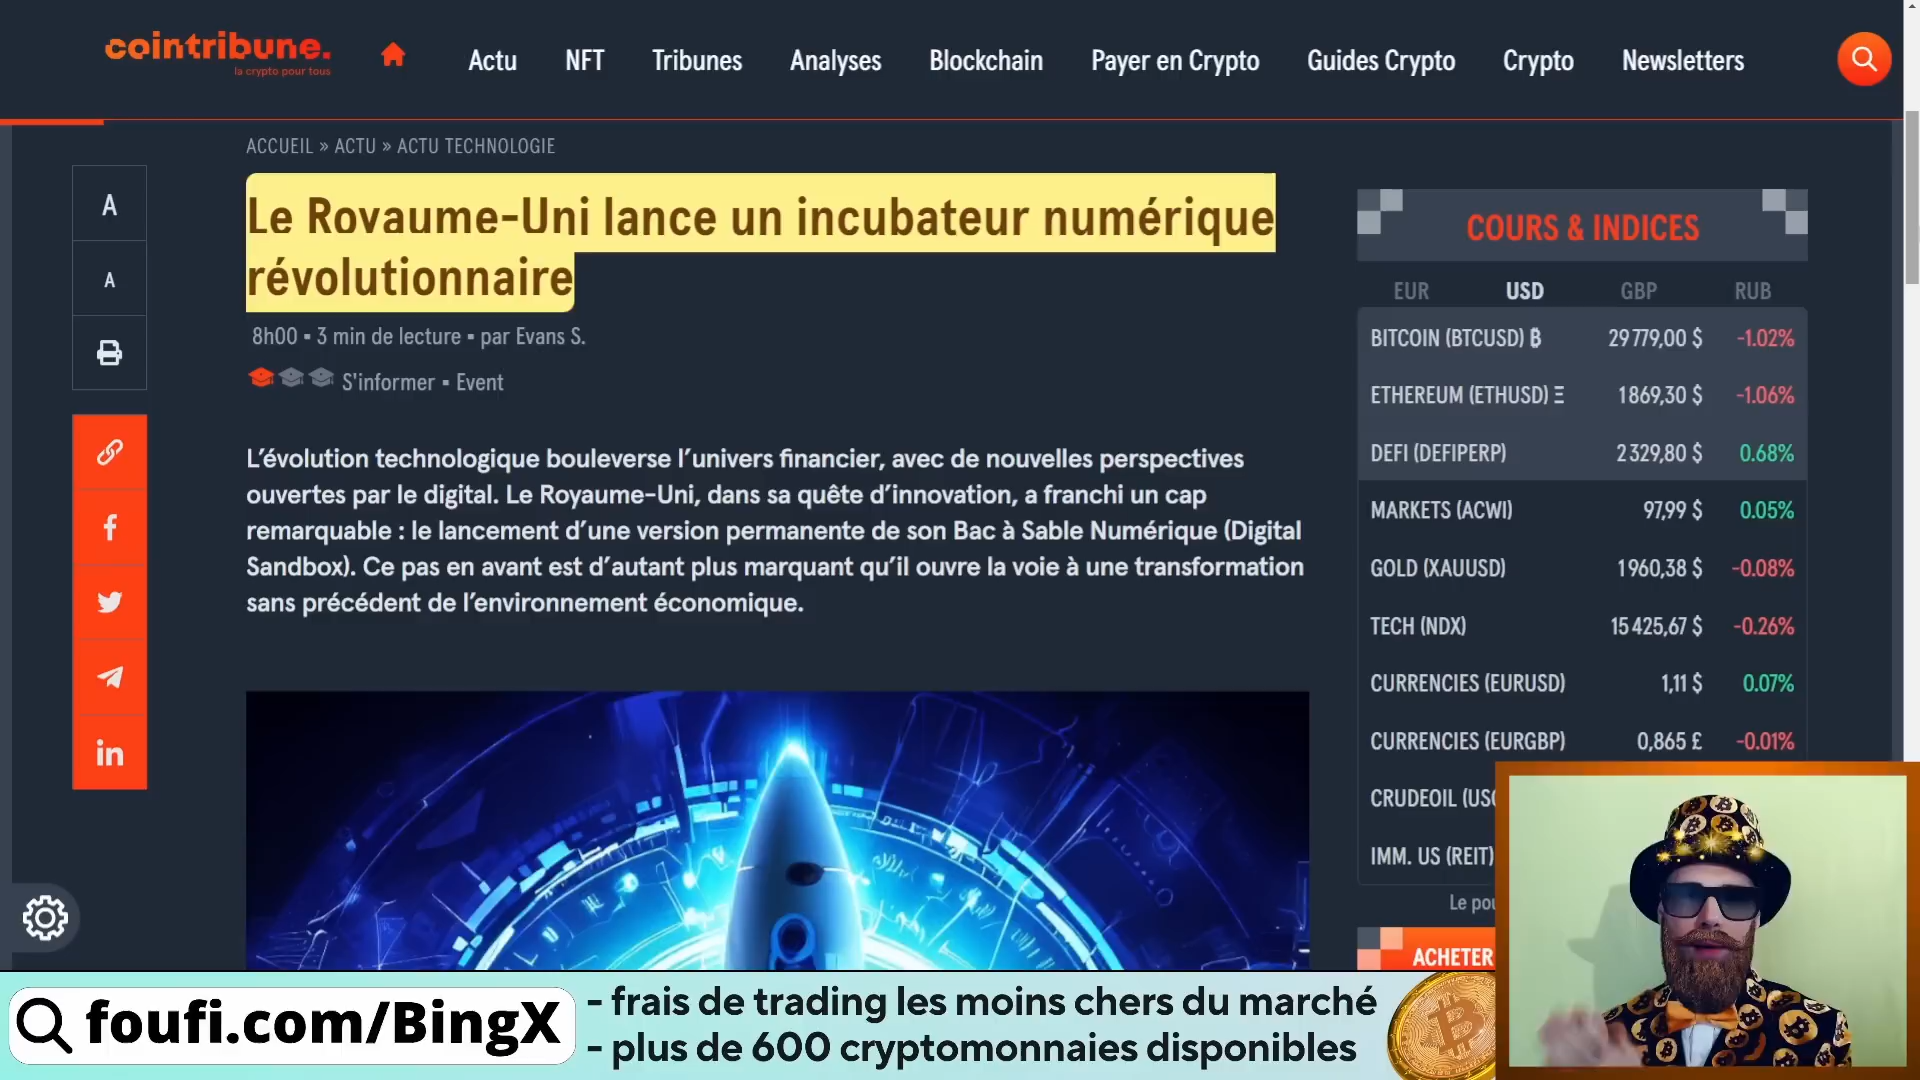 cointribune.
la crypto pour tous
Actu
NFT
Tribunes
Analyses
Blockchain
Payer en Crypto
Guides Crypto
Crypto
Newsletters
ACCUEIL » ACTU » ACTU TECHNOLOGIE
A
A
Le Royaume-Uni lance un incubateur numérique
révolutionnaire
8h00 ▪ 3 min de lecture ▪ par Evans S.
S'informer ▪ Event
L’évolution technologique bouleverse l’univers financier, avec de nouvelles perspectives
ouvertes par le digital. Le Royaume-Uni, dans sa quête d’innovation, a franchi un cap
remarquable : le lancement d’une version permanente de son Bac à Sable Numérique (Digital
Sandbox). Ce pas en avant est d’autant plus marquant qu’il ouvre la voie à une transformation
sans précédent de l’environnement économique.
COURS & INDICES
EUR USD GBP RUB
BITCOIN (BTCUSD) ₿ 29 779,00 $ -1.02%
ETHEREUM (ETHUSD) Ξ 1 869,30 $ -1.06%
DEFI (DEFIPERP) 2 329,80 $ 0.68%
MARKETS (ACWI) 97,99 $ 0.05%
GOLD (XAUUSD) 1 960,38 $ -0.08%
TECH (NDX) 15 425,67 $ -0.26%
CURRENCIES (EURUSD) 1,11 $ 0.07%
CURRENCIES (EURGBP) 0,865 £ -0.01%
CRUDEOIL
IMM. US (REIT)
Le
ACHETER
foufi.com/BingX
- frais de trading les moins chers du marché
- plus de 600 cryptomonnaies disponibles